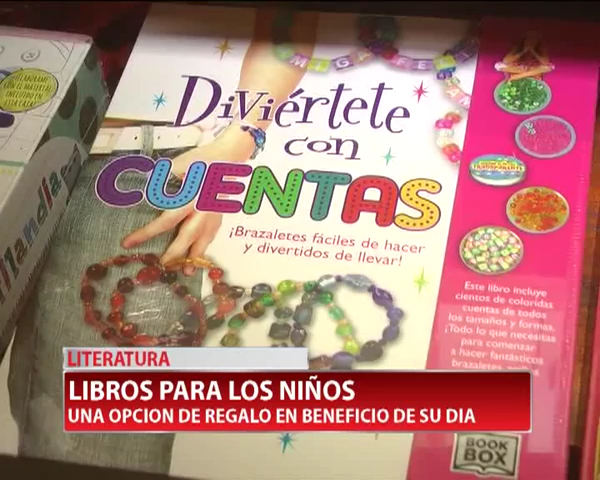 Diviértete
con
CUENTAS
¡Brazaletes fáciles de hacer
y divertidos de llevar!
Este libro incluye
cientos de coloridas
cuentas de todos
los tamaños y formas.
¡Todo lo que necesitas
para comenzar
a hacer fantásticos
LITERATURA
LIBROS PARA LOS NIÑOS
UNA OPCION DE REGALO EN BENEFICIO DE SU DIA
BOOK
BOX